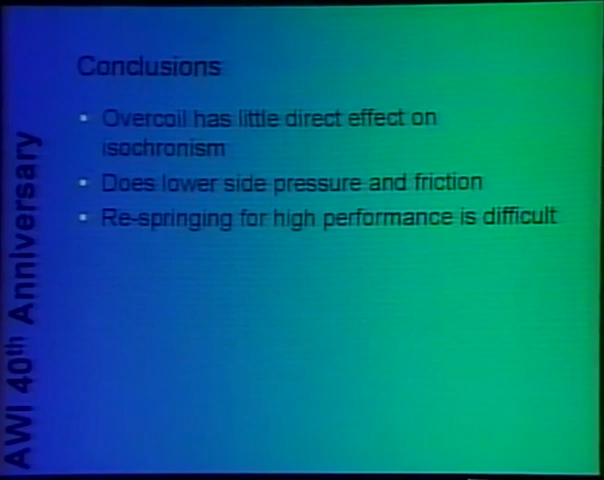 Conclusions
• Overcoil has little direct effect on
isochronism
• Does lower side pressure and friction
• Re-springing for high performance is difficult
AWI 40th Anniversary